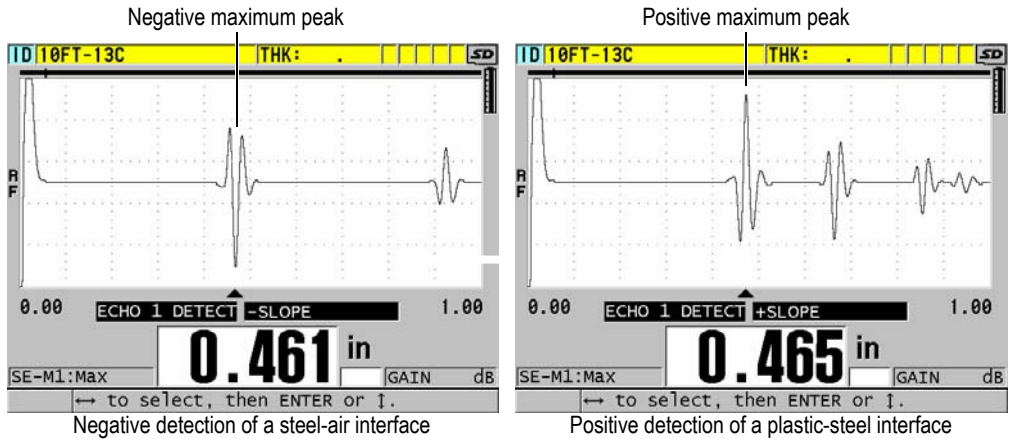 Negative maximum peak
ID 10FT-13C THK: . SD
RF
0.00 ECHO 1 DETECT -SLOPE 1.00
0.461 in
SE-M1:Max GAIN dB
↔ to select, then ENTER or ↕.
Negative detection of a steel-air interface
Positive maximum peak
ID 10FT-13C THK: . SD
RF
0.00 ECHO 1 DETECT +SLOPE 1.00
0.465 in
SE-M1:Max GAIN dB
↔ to select, then ENTER or ↕.
Positive detection of a plastic-steel interface